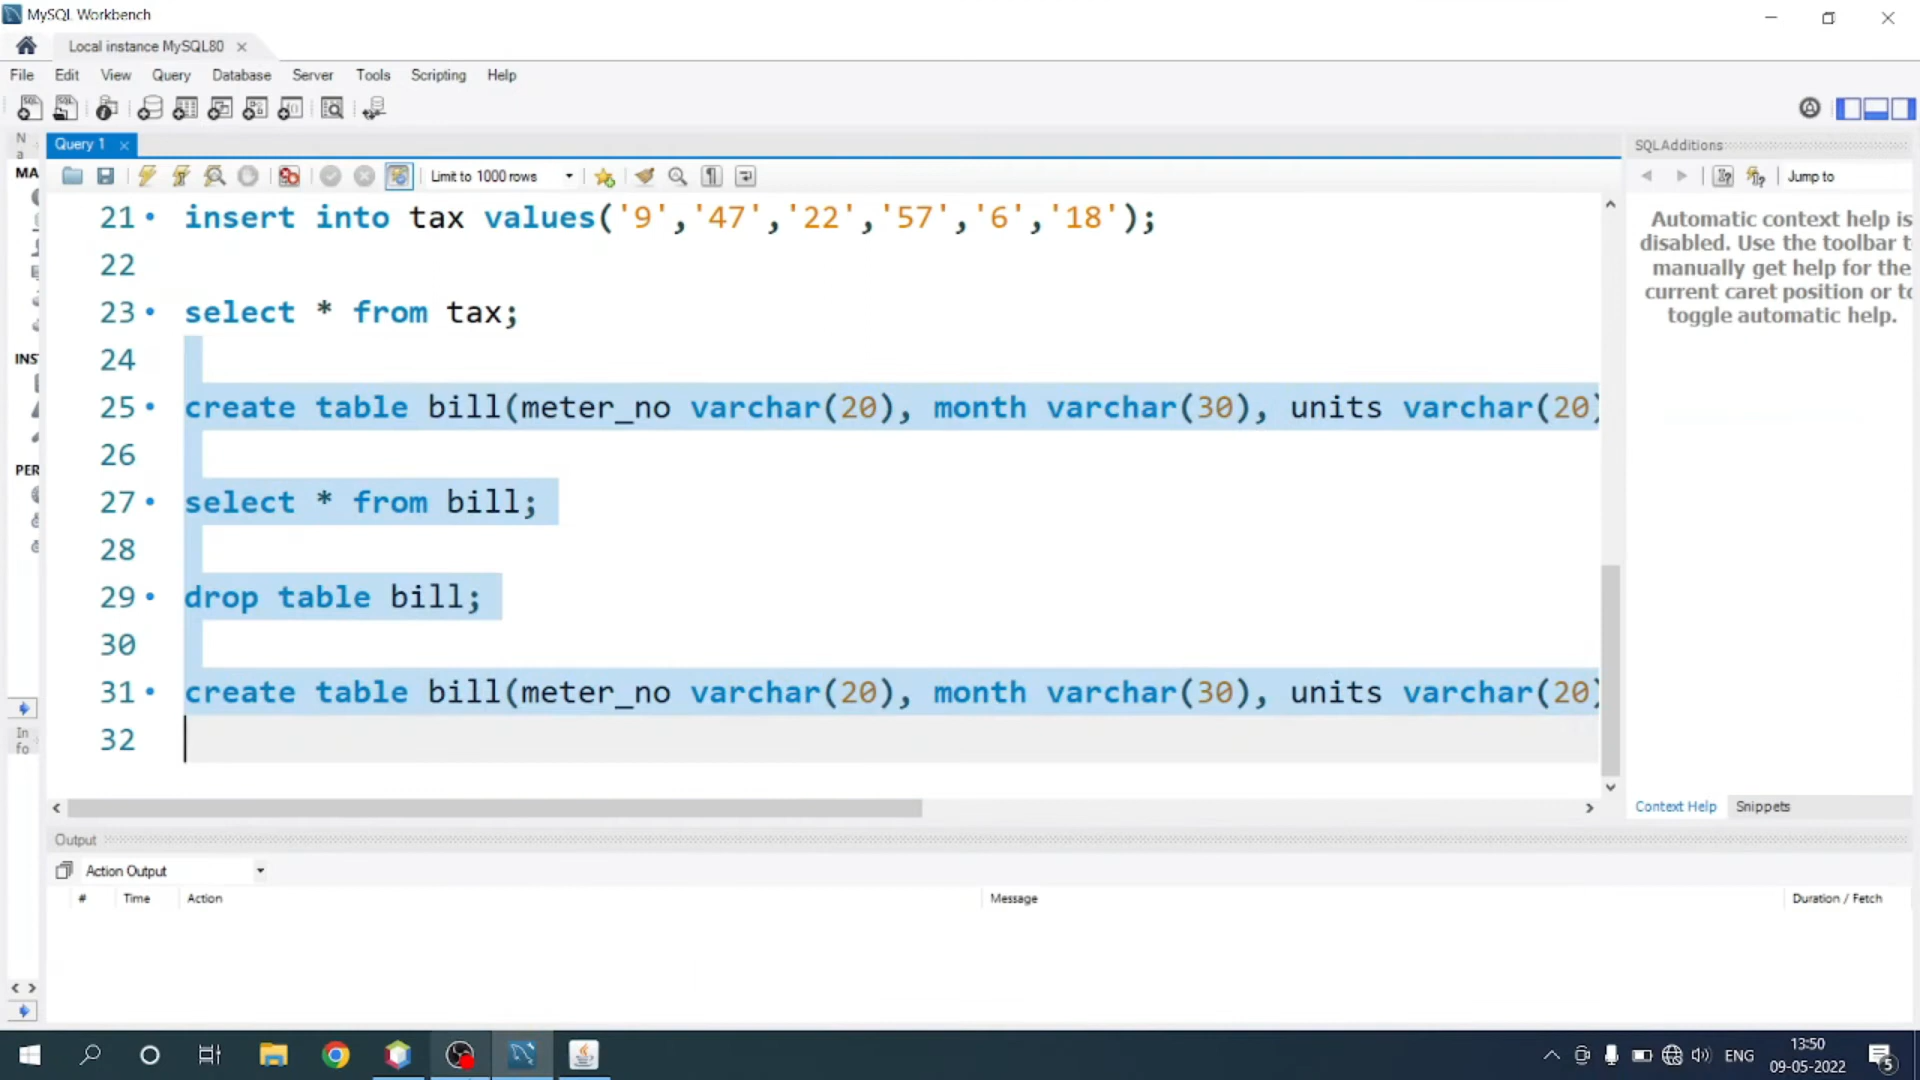 MySQL Workbench
Local instance MySQL80
File Edit View Query Database Server Tools Scripting Help
N
a
Query 1
SQLAdditions
MA
Limit to 1000 rows
Jump to
21 insert into tax values('9','47','22','57','6','18');
22
23 select * from tax;
24
25 create table bill(meter_no varchar(20), month varchar(30), units varchar(20)
26
27 select * from bill;
28
29 drop table bill;
30
31 create table bill(meter_no varchar(20), month varchar(30), units varchar(20)
32
INS
PER
In
fo
Automatic context help is
disabled. Use the toolbar t
manually get help for the
current caret position or to
toggle automatic help.
Context Help Snippets
Output
Action Output
# Time Action Message Duration / Fetch
ENG
13:50
09-05-2022
5